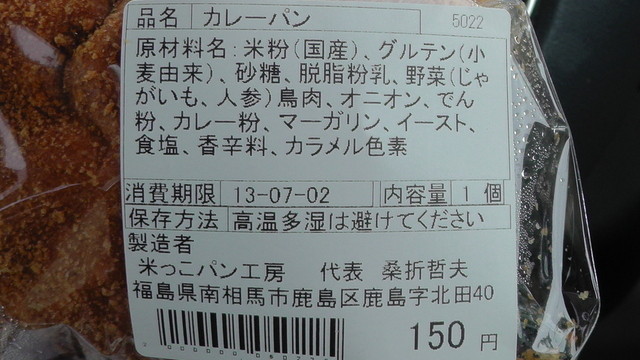 品名 カレーパン 5022
原材料名:米粉(国産)、グルテン(小
麦由来)、砂糖、脱脂粉乳、野菜(じゃ
がいも、人参)鳥肉、オニオン、でん
粉、カレー粉、マーガリン、イースト、
食塩、香辛料、カラメル色素
消費期限 13-07-02 内容量 1 個
保存方法 高温多湿は避けてください
製造者
米っこパン工房 代表 桑折哲夫
福島県南相馬市鹿島区鹿島字北田40
150 円